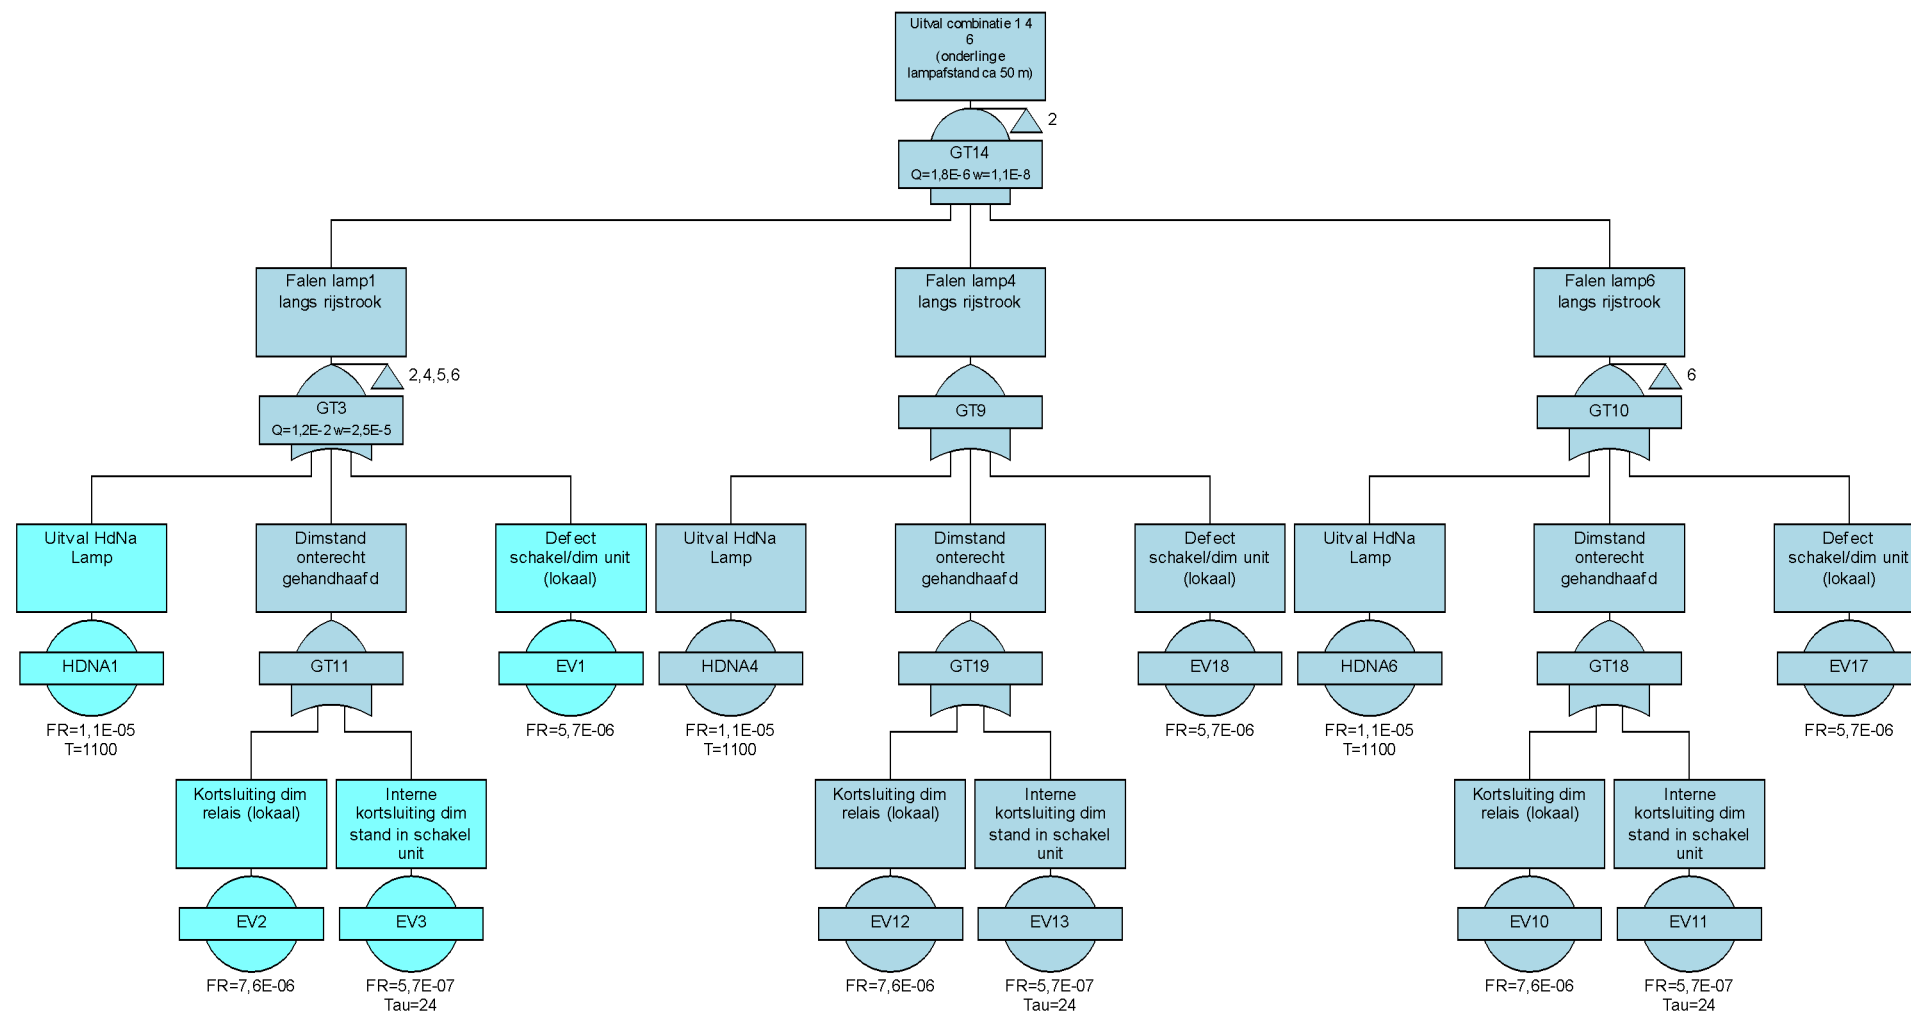 Uitval combinatie 1 4
6
(onderlinge
lampafstand ca 50 m)
2
GT14
Q=1,8E-6 w=1,1E-8
Falen lamp1
langs rijstrook
2,4,5,6
GT3
Q=1,2E-2 w=2,5E-5
Falen lamp4
langs rijstrook
GT9
Falen lamp6
langs rijstrook
6
GT10
Uitval HdNa
Lamp
HDNA1
FR=1,1E-05
T=1100
Dimstand
onterecht
gehandhaafd
GT11
Defect
schakel/dim unit
(lokaal)
EV1
FR=5,7E-06
Uitval HdNa
Lamp
HDNA4
FR=1,1E-05
T=1100
Dimstand
onterecht
gehandhaafd
GT19
Defect
schakel/dim unit
(lokaal)
EV18
FR=5,7E-06
Uitval HdNa
Lamp
HDNA6
FR=1,1E-05
T=1100
Dimstand
onterecht
gehandhaafd
GT18
Defect
schakel/dim unit
(lokaal)
EV17
FR=5,7E-06
Kortsluiting dim
relais (lokaal)
EV2
FR=7,6E-06
Interne
kortsluiting dim
stand in schakel
unit
EV3
FR=5,7E-07
Tau=24
Kortsluiting dim
relais (lokaal)
EV12
FR=7,6E-06
Interne
kortsluiting dim
stand in schakel
unit
EV13
FR=5,7E-07
Tau=24
Kortsluiting dim
relais (lokaal)
EV10
FR=7,6E-06
Interne
kortsluiting dim
stand in schakel
unit
EV11
FR=5,7E-07
Tau=24